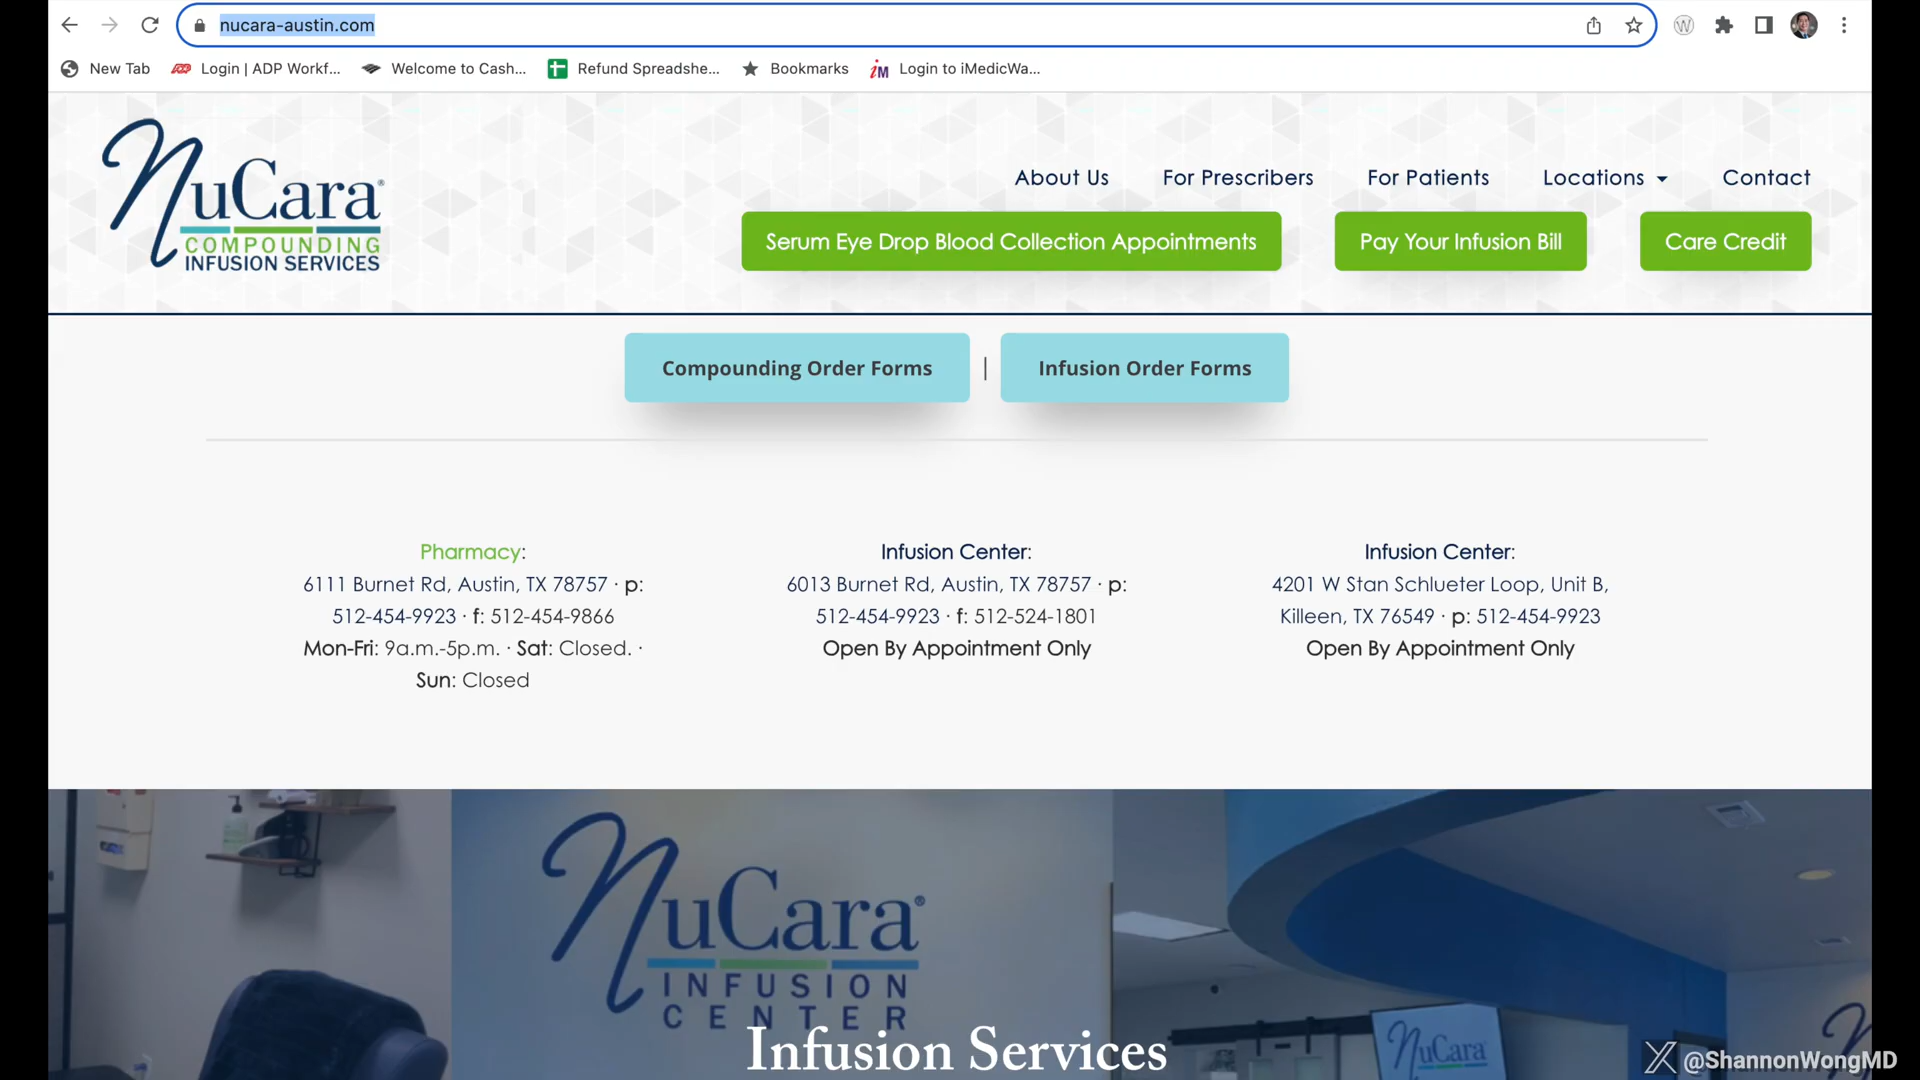 nucara-austin.com
New Tab
Login | ADP Workf...
Welcome to Cash...
Refund Spreadshe...
Bookmarks
Login to iMedicWa...
NuCara®
COMPOUNDING
INFUSION SERVICES
About Us
For Prescribers
For Patients
Locations
Contact
Serum Eye Drop Blood Collection Appointments
Pay Your Infusion Bill
Care Credit
Compounding Order Forms | Infusion Order Forms
Pharmacy:
6111 Burnet Rd, Austin, TX 78757 · p:
512-454-9923 · f: 512-454-9866
Mon-Fri: 9a.m.-5p.m. · Sat: Closed. ·
Sun: Closed
Infusion Center:
6013 Burnet Rd, Austin, TX 78757 · p:
512-454-9923 · f: 512-524-1801
Open By Appointment Only
Infusion Center:
4201 W Stan Schlueter Loop, Unit B,
Killeen, TX 76549 · p: 512-454-9923
Open By Appointment Only
NuCara®
INFUSION
CENTER
NuCara
Infusion Services
@ShannonWongMD